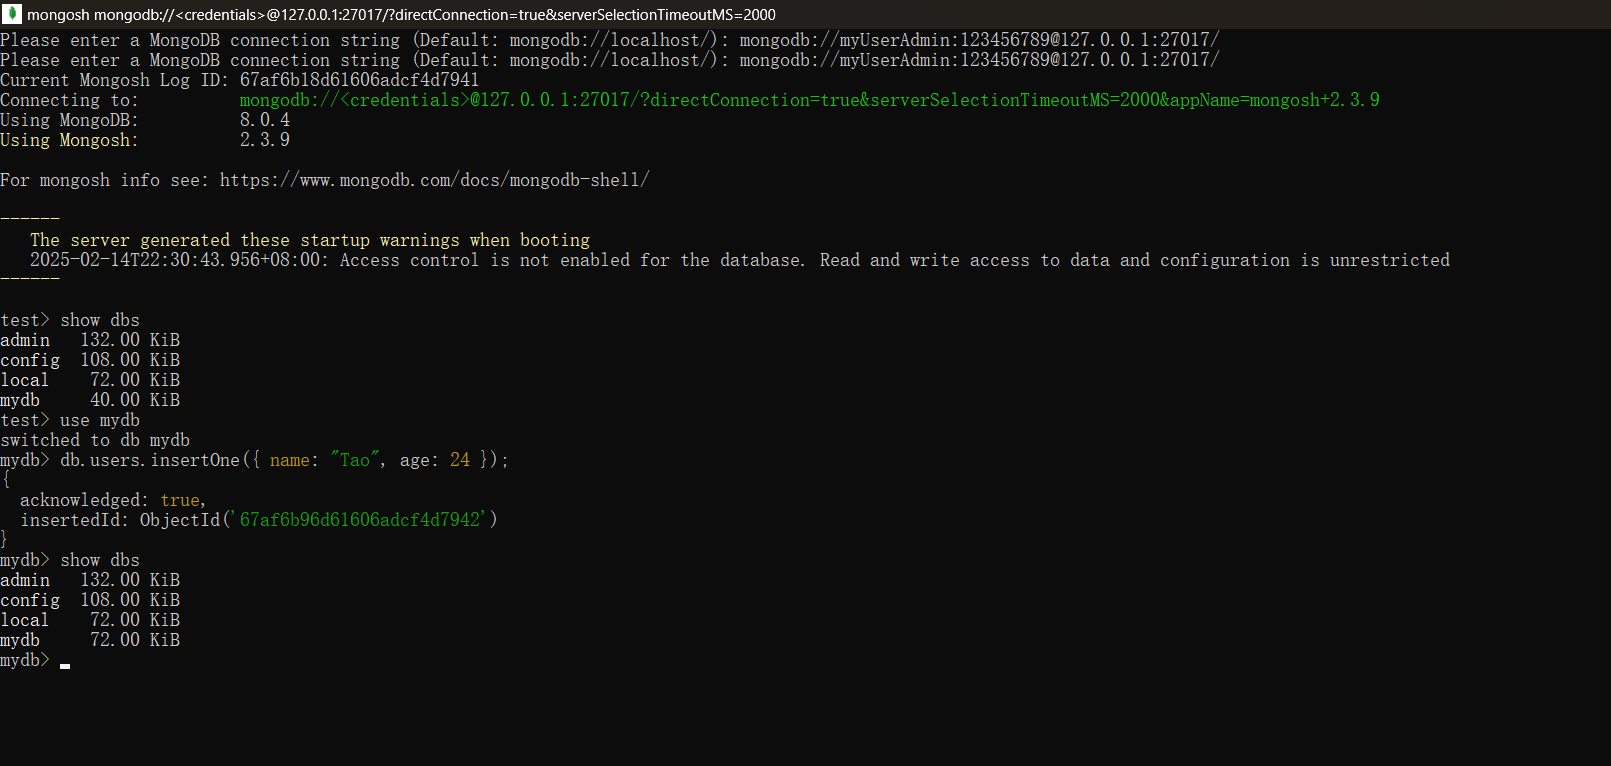 mongosh mongodb://<credentials>@127.0.0.1:27017/?directConnection=true&serverSelectionTimeoutMS=2000
Please enter a MongoDB connection string (Default: mongodb://localhost/): mongodb://myUserAdmin:123456789@127.0.0.1:27017/
Please enter a MongoDB connection string (Default: mongodb://localhost/): mongodb://myUserAdmin:123456789@127.0.0.1:27017/
Current Mongosh Log ID: 67af6b18d61606adcf4d7941
Connecting to:          mongodb://<credentials>@127.0.0.1:27017/?directConnection=true&serverSelectionTimeoutMS=2000&appName=mongosh+2.3.9
Using MongoDB:          8.0.4
Using Mongosh:          2.3.9
For mongosh info see: https://www.mongodb.com/docs/mongodb-shell/
------
   The server generated these startup warnings when booting
   2025-02-14T22:30:43.956+08:00: Access control is not enabled for the database. Read and write access to data and configuration is unrestricted
------
test> show dbs
admin   132.00 KiB
config  108.00 KiB
local    72.00 KiB
mydb     40.00 KiB
test> use mydb
switched to db mydb
mydb> db.users.insertOne({ name: "Tao", age: 24 });
{
  acknowledged: true,
  insertedId: ObjectId('67af6b96d61606adcf4d7942')
}
mydb> show dbs
admin   132.00 KiB
config  108.00 KiB
local    72.00 KiB
mydb     72.00 KiB
mydb>